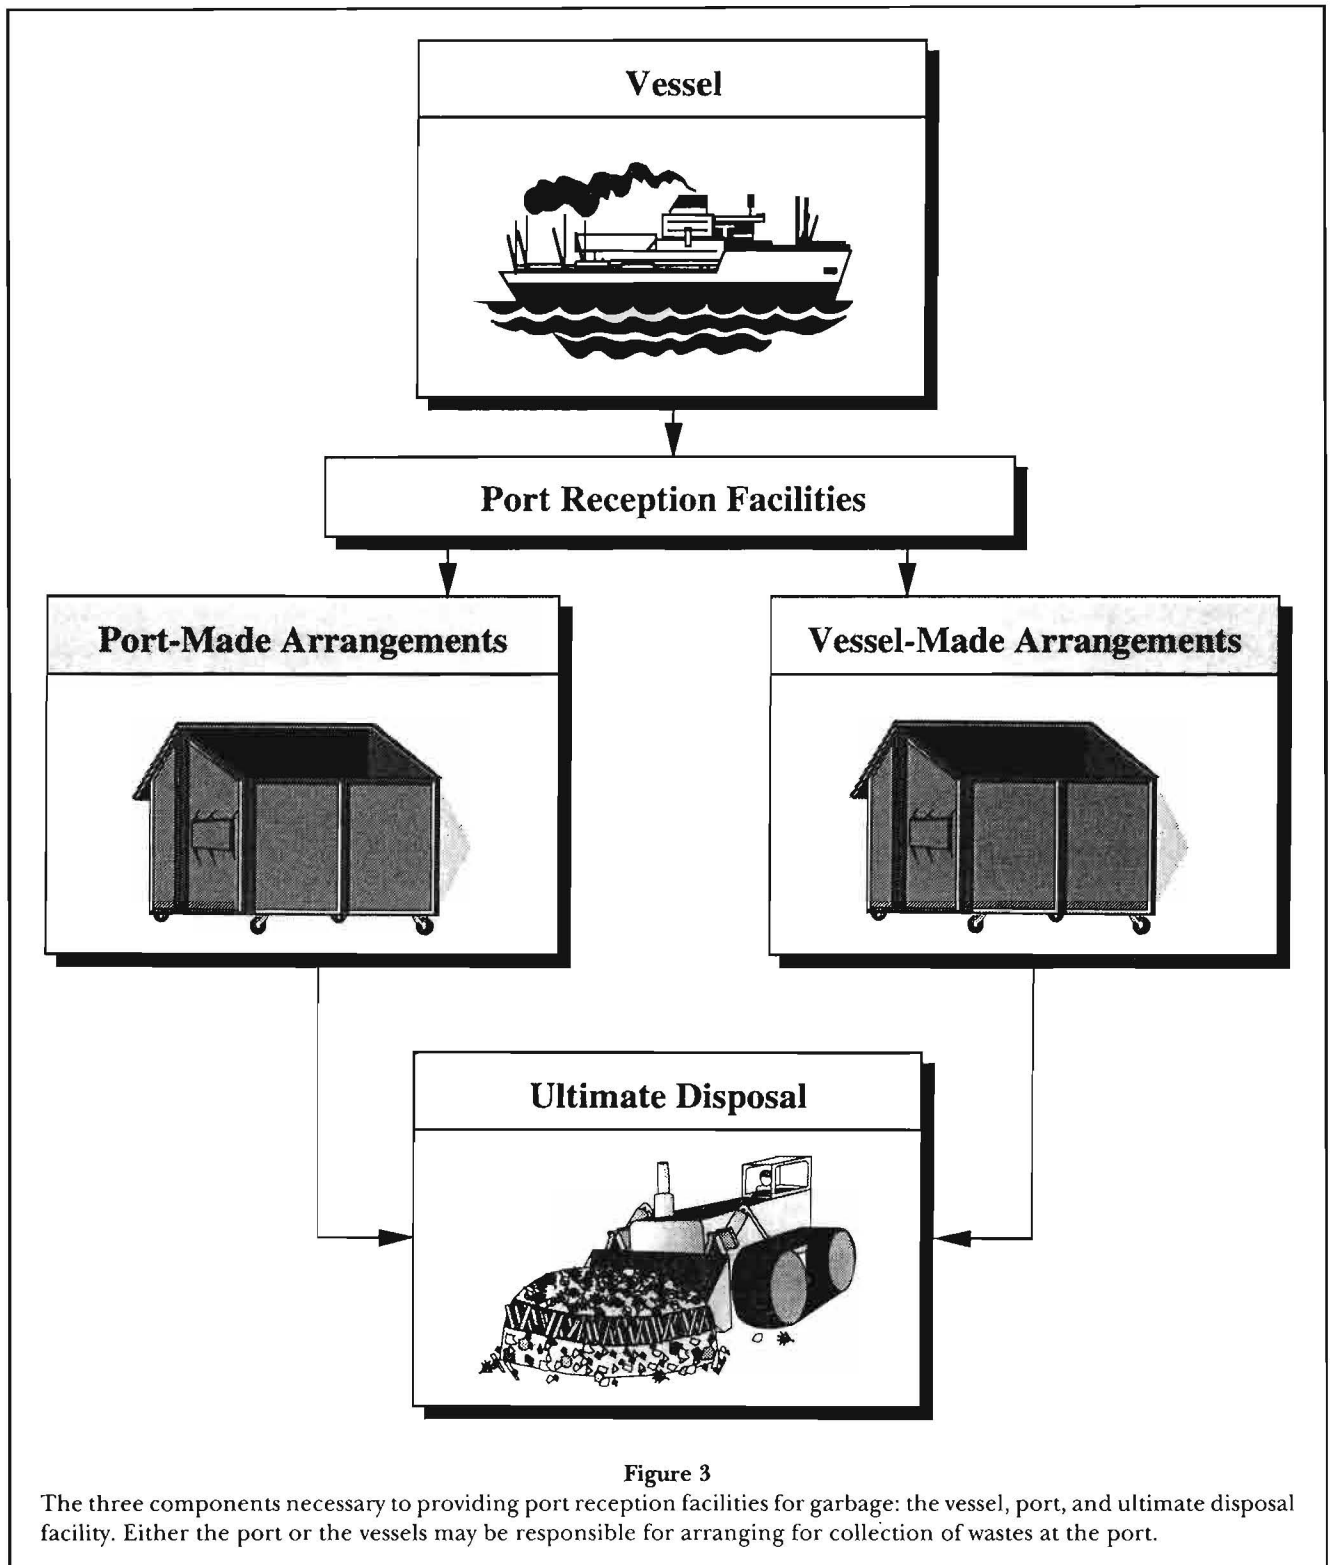 Vessel
Port Reception Facilities
Port-Made Arrangements
Vessel-Made Arrangements
Ultimate Disposal
Figure 3
The three components necessary to providing port reception facilities for garbage: the vessel, port, and ultimate disposal
facility. Either the port or the vessels may be responsible for arranging for collection of wastes at the port.